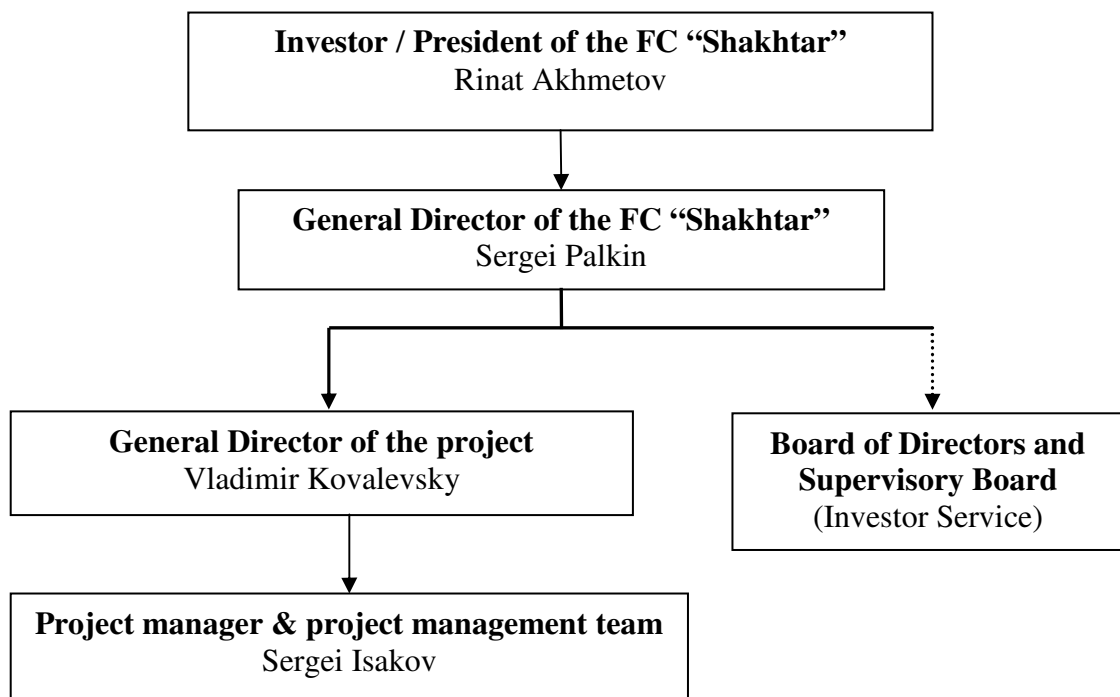 Investor / President of the FC “Shakhtar”
Rinat Akhmetov
General Director of the FC “Shakhtar”
Sergei Palkin
General Director of the project
Vladimir Kovalevsky
Board of Directors and
Supervisory Board
(Investor Service)
Project manager & project management team
Sergei Isakov